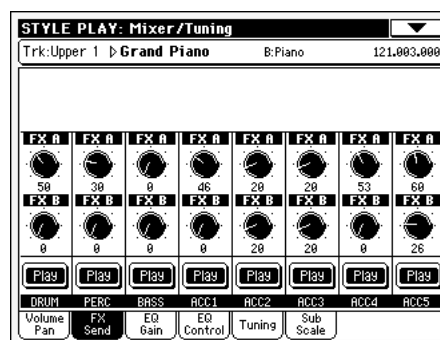 STYLE PLAY: Mixer/Tuning
Trk:Upper 1 ▷Grand Piano B:Piano 121.003.000
FX A FX A FX A FX A FX A FX A FX A FX A
50 30 0 46 20 20 53 60
FX B FX B FX B FX B FX B FX B FX B FX B
0 0 0 0 20 20 0 26
Play Play Play Play Play Play Play Play
DRUM PERC BASS ACC1 ACC2 ACC3 ACC4 ACC5
Volume Pan FX Send EQ Gain EQ Control Tuning Sub Scale